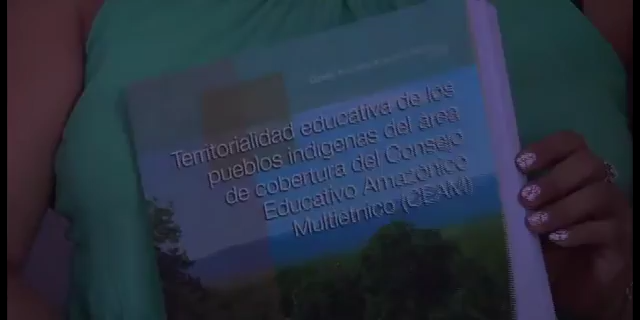 Territorialidad educativa de los
pueblos indígenas del área
de cobertura del Consejo
Educativo Amazónico
Multiétnico (CEAM)